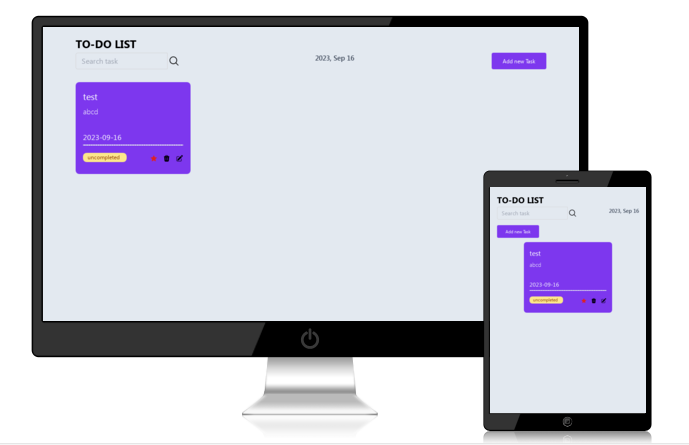 TO-DO LIST
Search task
2023, Sep 16
Add new Task
test
abcd
2023-09-16
uncompleted
TO-DO LIST
Search task
2023, Sep 16
Add new Task
test
abcd
2023-09-16
uncompleted